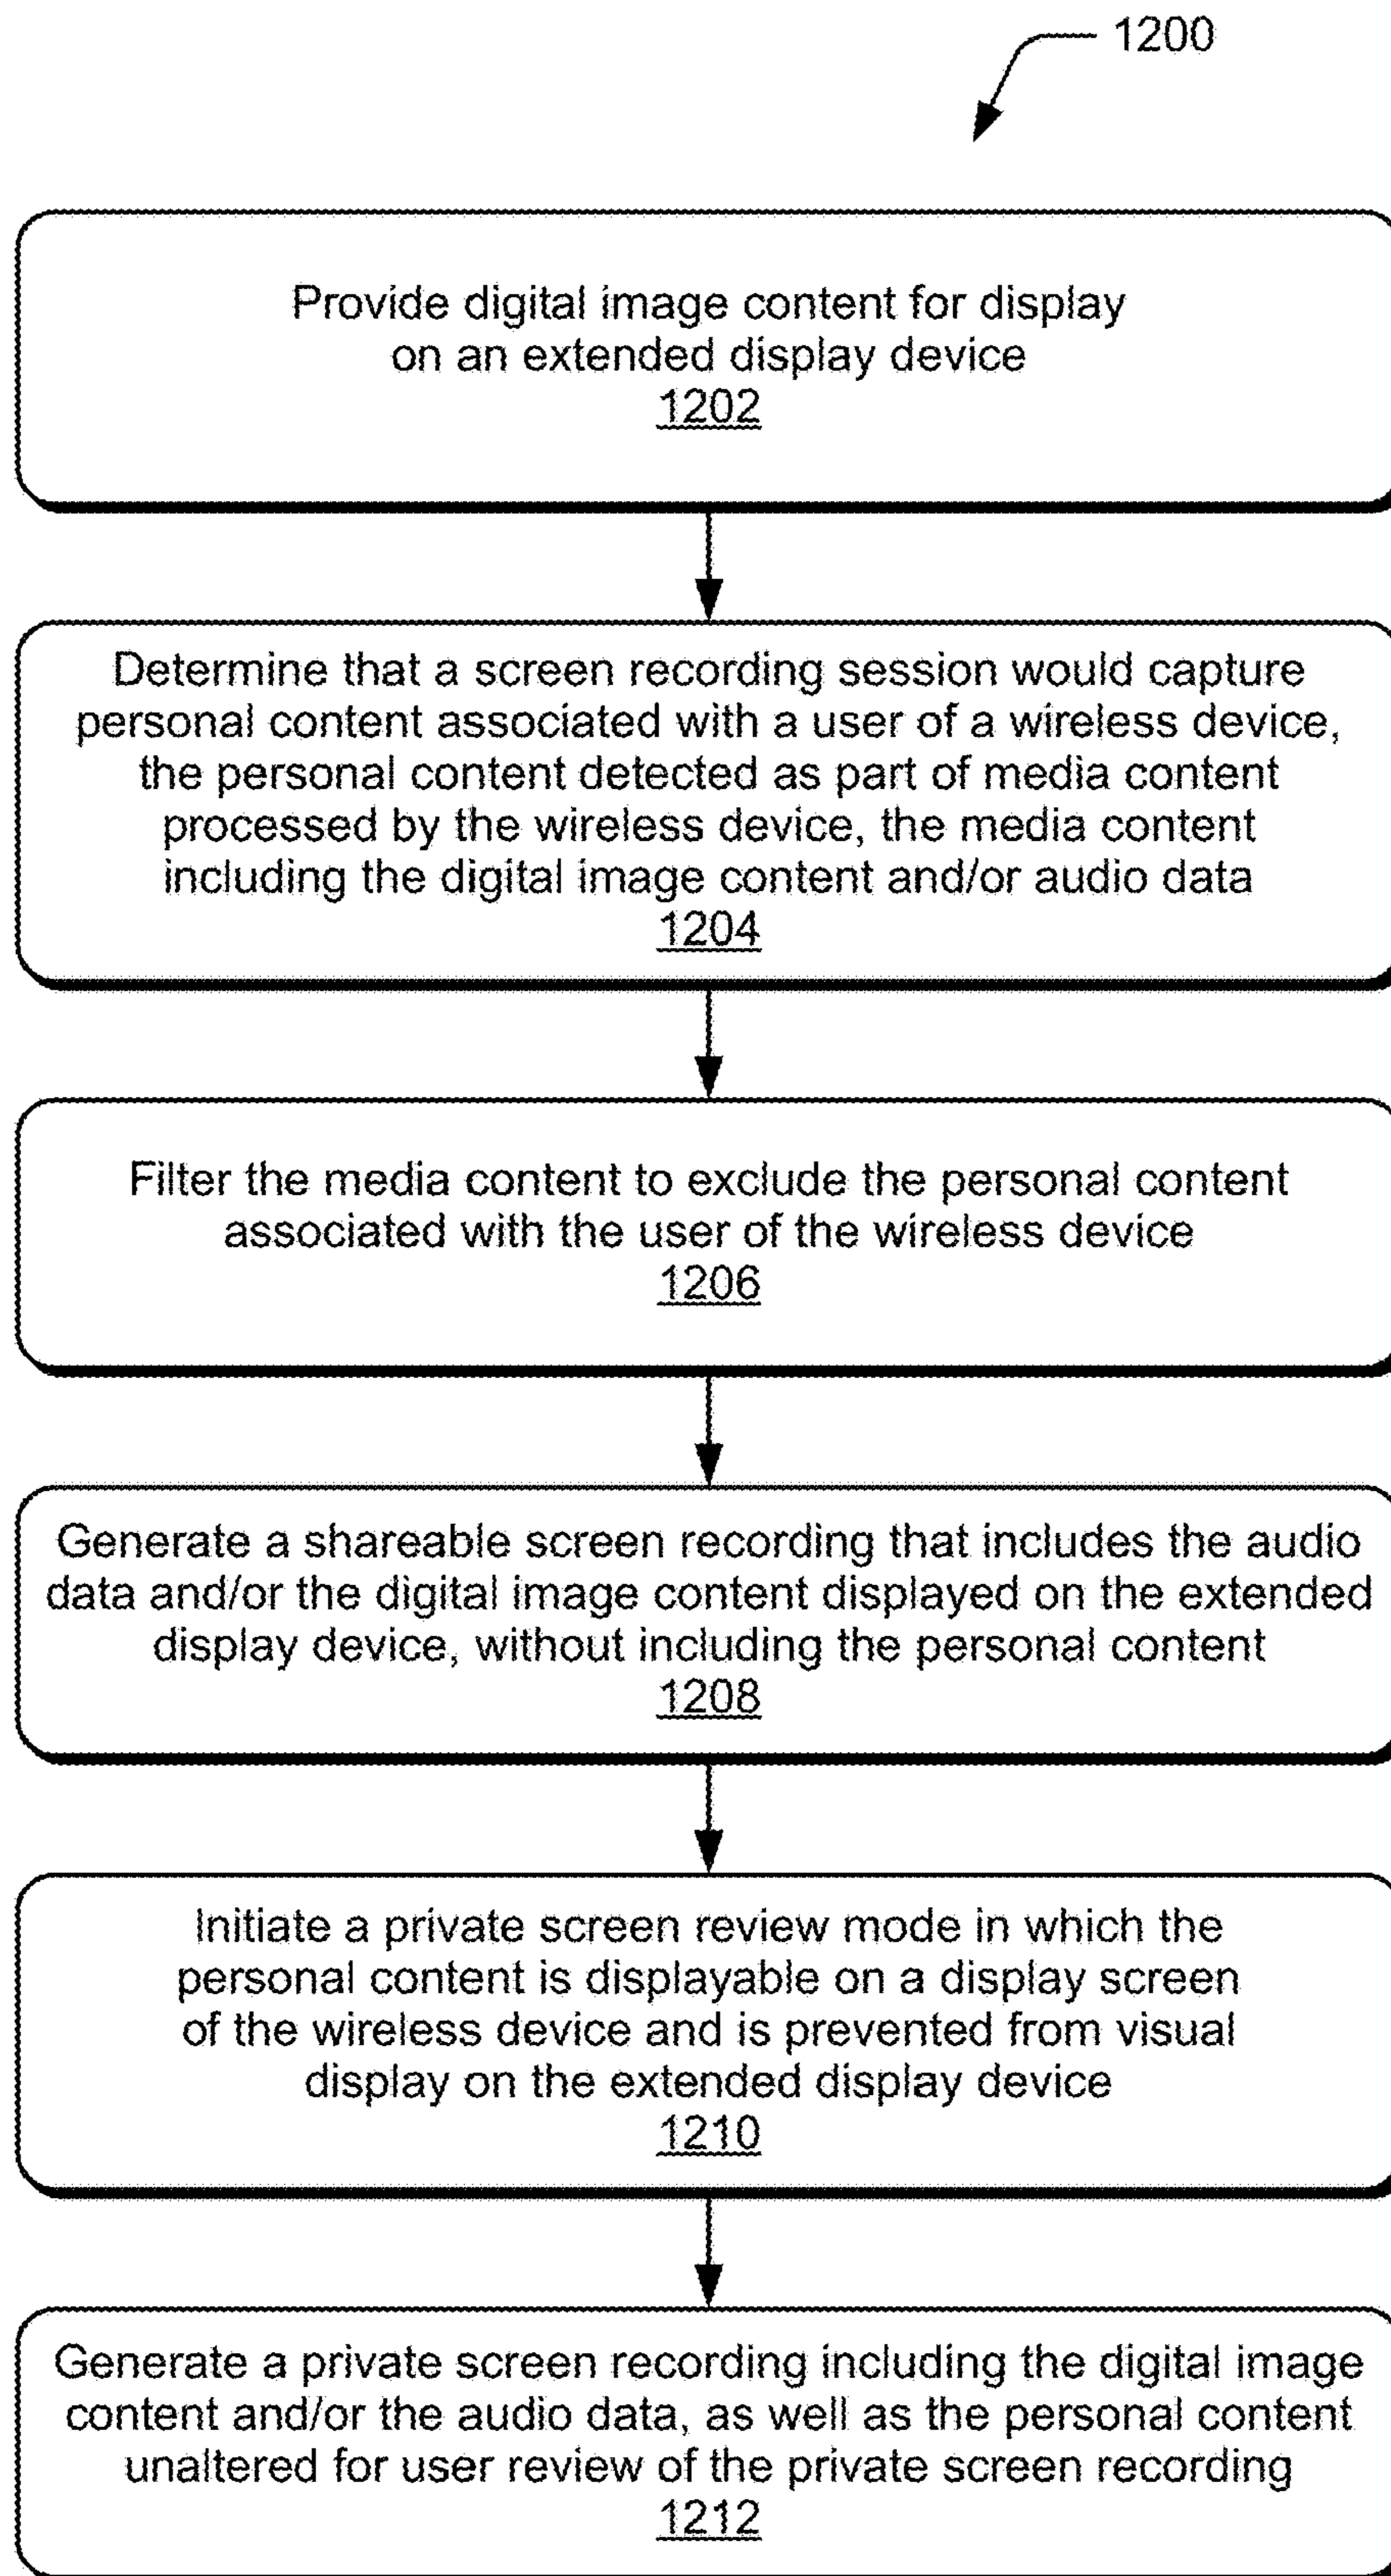 1200
Provide digital image content for display
on an extended display device
1202
Determine that a screen recording session would capture
personal content associated with a user of a wireless device,
the personal content detected as part of media content
processed by the wireless device, the media content
including the digital image content and/or audio data
1204
Filter the media content to exclude the personal content
associated with the user of the wireless device
1206
Generate a shareable screen recording that includes the audio
data and/or the digital image content displayed on the extended
display device, without including the personal content
1208
Initiate a private screen review mode in which the
personal content is displayable on a display screen
of the wireless device and is prevented from visual
display on the extended display device
1210
Generate a private screen recording including the digital image
content and/or the audio data, as well as the personal content
unaltered for user review of the private screen recording
1212